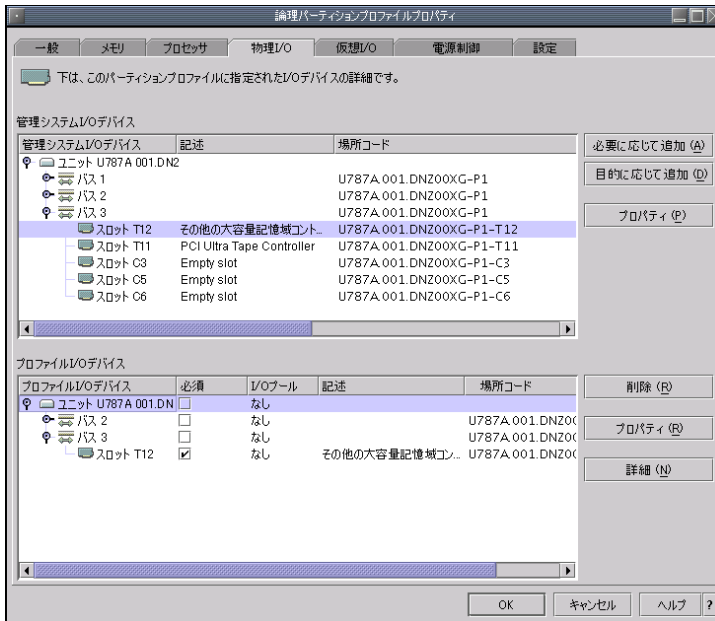 論理パーティションプロファイルプロパティ
一般 メモリ プロセッサ 物理I/O 仮想I/O 電源制御 設定
下は、このパーティションプロファイルに指定されたI/Oデバイスの詳細です。
管理システムI/Oデバイス
管理システムI/Oデバイス 記述 場所コード
ユニット U787A 001.DN2
バス 1 U787A.001.DNZ00XG-P1
バス 2 U787A.001.DNZ00XG-P1
バス 3 U787A.001.DNZ00XG-P1
スロット T12 その他の大容量記憶域コント... U787A.001.DNZ00XG-P1-T12
スロット T11 PCI Ultra Tape Controller U787A.001.DNZ00XG-P1-T11
スロット C3 Empty slot U787A.001.DNZ00XG-P1-C3
スロット C5 Empty slot U787A.001.DNZ00XG-P1-C5
スロット C6 Empty slot U787A.001.DNZ00XG-P1-C6
必要に応じて追加 (A)
目的に応じて追加 (D)
プロパティ (P)
プロファイルI/Oデバイス
プロファイルI/Oデバイス 必須 I/Oプール 記述 場所コード
ユニット U787A 001.DN なし
バス 2 なし U787A.001.DNZ0(
バス 3 なし U787A.001.DNZ0(
スロット T12 なし その他の大容量記憶域コン... U787A.001.DNZ0(
削除 (R)
プロパティ (R)
詳細 (N)
OK キャンセル ヘルプ ?